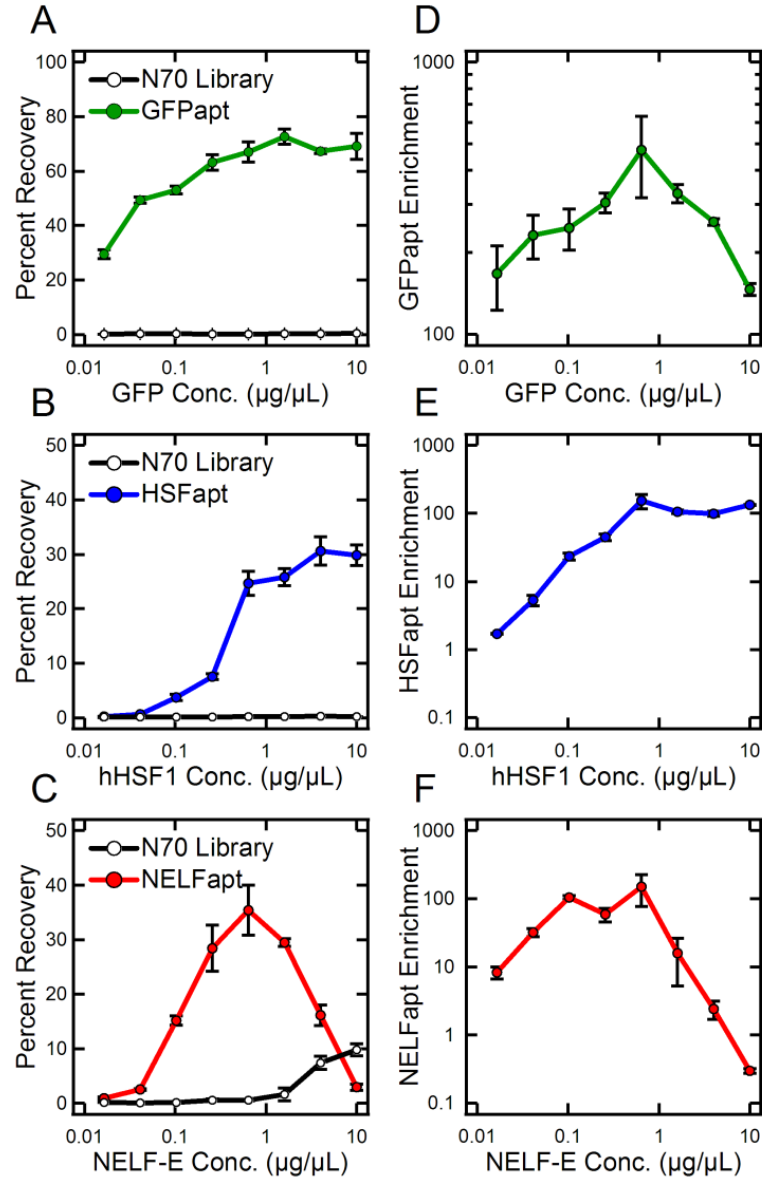 A
100
80
60
40
20
0
Percent Recovery
N70 Library
GFPapt
0.01
0.1
1
10
GFP Conc. (µg/µL)
D
1000
100
GFPapt Enrichment
0.01
0.1
1
10
GFP Conc. (µg/µL)
B
50
40
30
20
10
0
Percent Recovery
N70 Library
HSFapt
0.01
0.1
1
10
hHSF1 Conc. (µg/µL)
E
1000
100
10
1
0.1
HSFapt Enrichment
0.01
0.1
1
10
hHSF1 Conc. (µg/µL)
C
50
40
30
20
10
0
Percent Recovery
N70 Library
NELFapt
0.01
0.1
1
10
NELF-E Conc. (µg/µL)
F
1000
100
10
1
0.1
NELFapt Enrichment
0.01
0.1
1
10
NELF-E Conc. (µg/µL)